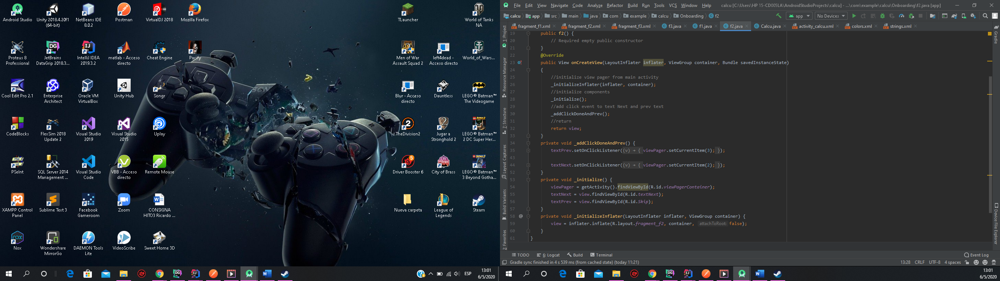 Android Studio
Unity 2018.4.20f1
(64-bit)
NetBeans IDE
8.0.2
Postman
VirtualDJ 2018
Mozilla Firefox
Proteus 8
Professional
JetBrains
DataGrip 2018.3...
IntelliJ IDEA
2019.3.2
matlab - Acceso
directo
Cheat Engine
Pacify
Cool Edit Pro 2.1
Enterprise
Architect
Oracle VM
VirtualBox
Unity Hub
Songr
CodeBlocks
FlexSim 2018
Update 2
Visual Studio
2019
Visual Studio
2015
Uplay
PSeInt
SQL Server 2014
Management ...
Visual Studio
Code
VBB - Acceso
directo
Remote Mouse
XAMPP Control
Panel
Sublime Text 3
Facebook
Gameroom
Zoom
CONSIGNA
HITO3 Ricardo ...
Nox
Wondershare
MirrorGo
DAEMON Tools
Lite
VideoScribe
Sweet Home 3D
SONY
TLauncher
World of Tanks
NA
Men of War
Assault Squad 2
left4dead -
Acceso directo
World_of_Wars...
Blur - Acceso
directo
Dauntless
LEGO® Batman™
The Videogame
TheDivision2
Jugar a
Stronghold 2
LEGO® Batman™
2 DC Super Her...
Driver Booster 6
City of Brass
LEGO® Batman™
3 Beyond Gotha...
Nueva carpeta
League of
Legends
Steam
ESP
13:01
6/5/2020
File Edit View Navigate Code Analyze Refactor Build Run Tools VCS Window Help
calcu [C:\Users\HP 15-CD005LA\AndroidStudioProjects\calcu] - ...\com\example\calcu\Onboarding\f2.java [app]
calcu app src main java com example calcu Onboarding f2
app No Devices
fragment_f1.xml fragment_f2.xml fragment_f3.xml f3.java f1.java f2.java Calcu.java activity_calcu.xml colors.xml strings.xml
1: Project
Resource Manager
7: Structure
Layout Captures
Build Variants
2: Favorites
19 public f2() {
20 // Required empty public constructor
21 }
22 @Override
23 public View onCreateView(LayoutInflater inflater, ViewGroup container, Bundle savedInstanceState)
24 {
25 //initialize view pager from main activity
26 _initializeInflater(inflater, container);
27 //initialize components
28 _initialize();
29 //add click event to text Next and prev text
30 _addClickDoneAndPrev();
31 //return
32 return view;
33 }
34 private void _addClickDoneAndPrev() {
35 textPrev.setOnClickListener((v) → { viewPager.setCurrentItem(3); });
43
44 textNext.setOnClickListener((v) → { viewPager.setCurrentItem(2); });
52 }
53 private void _initialize() {
54 viewPager = getActivity().findViewById(R.id.viewPagerContainer);
55 textNext = view.findViewById(R.id.textNext);
56 textPrev = view.findViewById(R.id.Skip);
57 }
58 private void _initializeInflater(LayoutInflater inflater, ViewGroup container) {
59 view = inflater.inflate(R.layout.fragment_f2, container, attachToRoot: false);
60 }
61 }
Gradle
Device File Explorer
TODO 6: Logcat Build Terminal
Event Log
Gradle sync finished in 4 s 539 ms (from cached state) (today 11:21)
13:28 CRLF UTF-8 4 spaces
13:01
6/5/2020